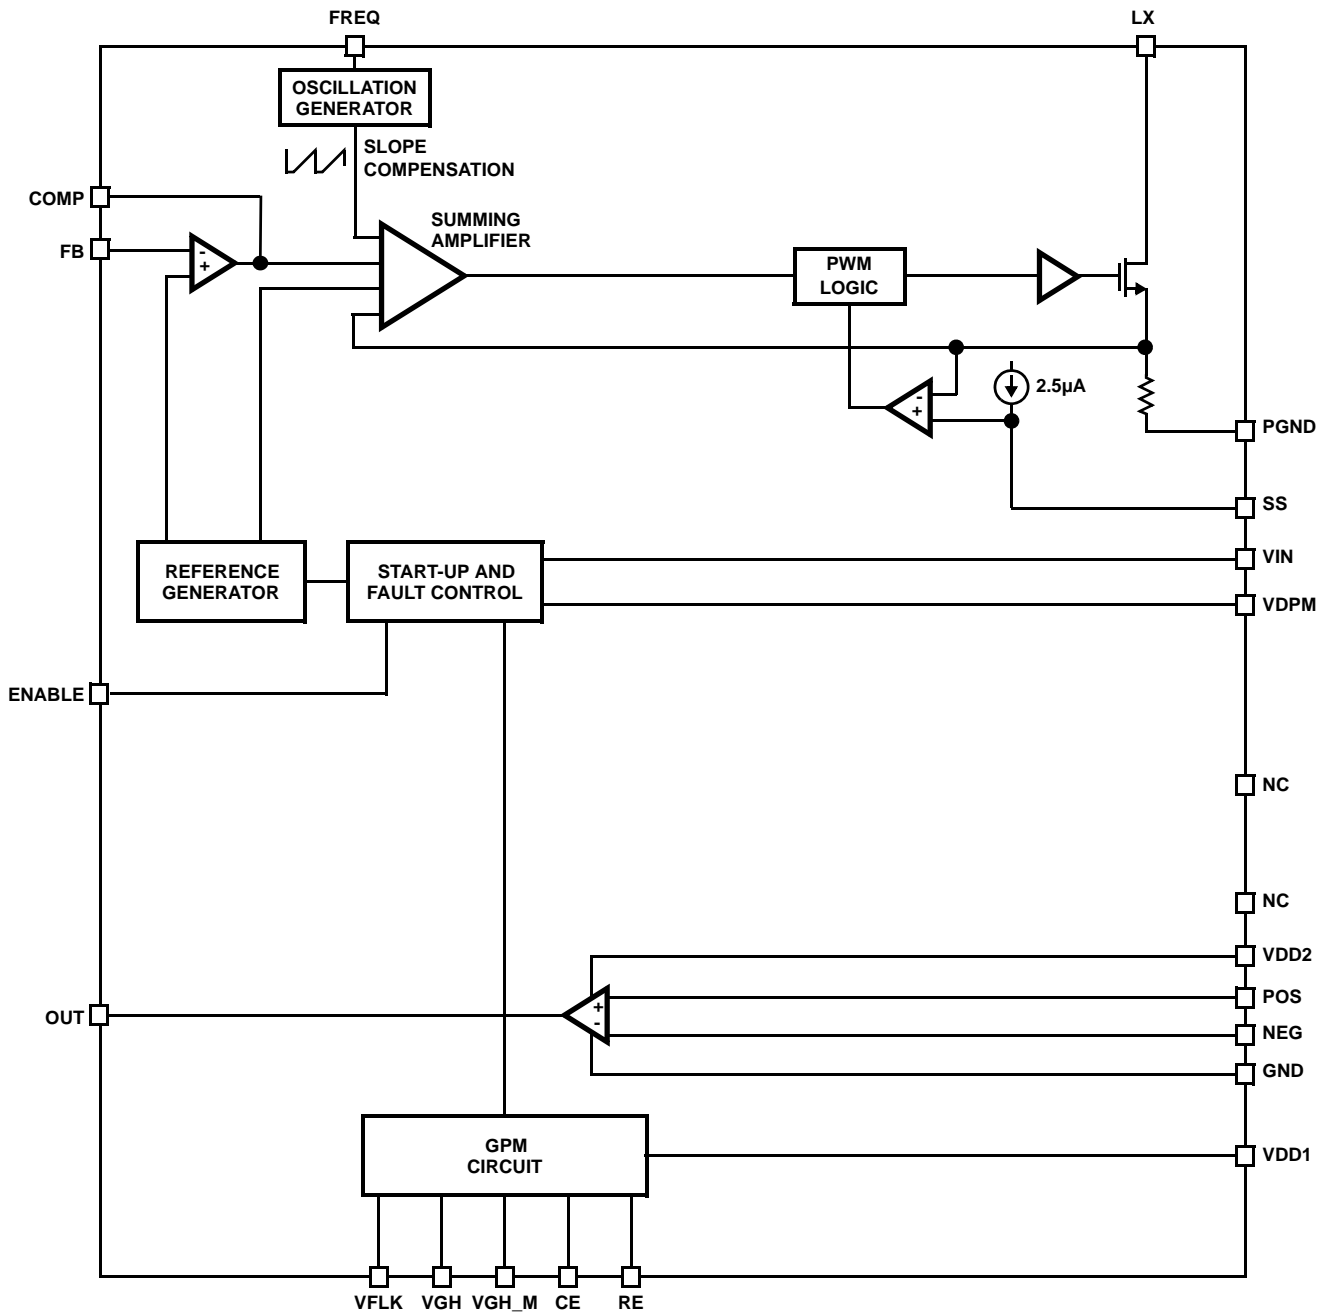 FREQ
LX
OSCILLATION
GENERATOR
SLOPE
COMPENSATION
COMP
SUMMING
AMPLIFIER
FB
-
+
PWM
LOGIC
2.5µA
-
+
PGND
SS
REFERENCE
GENERATOR
START-UP AND
FAULT CONTROL
VIN
VDPM
ENABLE
NC
NC
VDD2
POS
+
-
OUT
NEG
GND
GPM
CIRCUIT
VDD1
VFLK
VGH
VGH_M
CE
RE